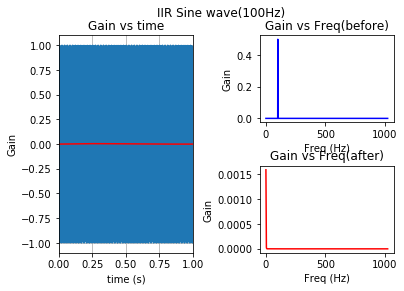 IIR Sine wave(100Hz)
Gain vs time
Gain
1.00
0.75
0.50
0.25
0.00
−0.25
−0.50
−0.75
−1.00
0.00 0.25 0.50 0.75 1.00
time (s)
Gain vs Freq(before)
Gain
0.4
0.2
0.0
0 500 1000
Freq (Hz)
Gain vs Freq(after)
Gain
0.0015
0.0010
0.0005
0.0000
0 500 1000
Freq (Hz)